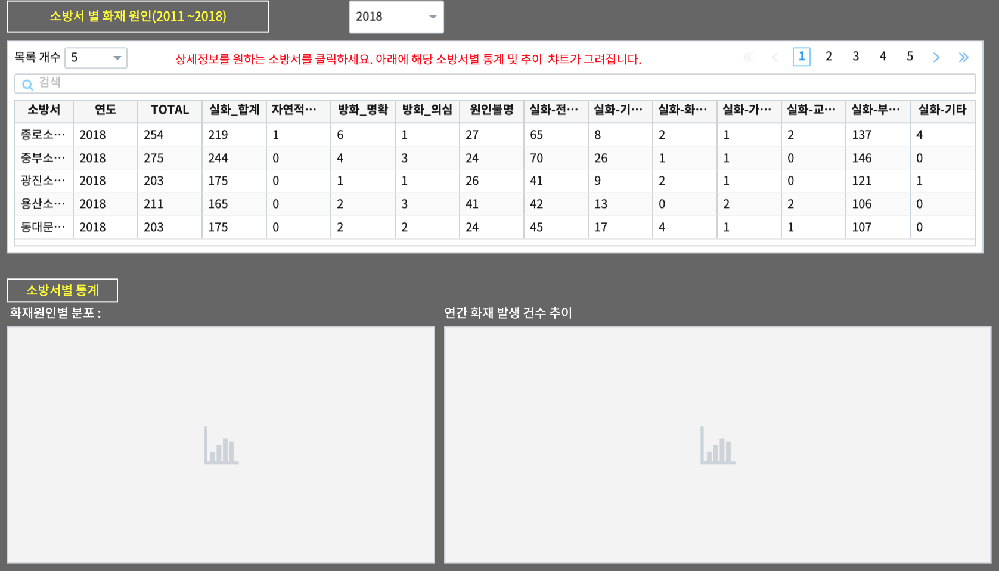 소방서 별 화재 원인(2011 ~2018)
2018
목록 개수 5 상세정보를 원하는 소방서를 클릭하세요. 아래에 해당 소방서별 통계 및 추이 챠트가 그려집니다. 1 2 3 4 5
검색
소방서 연도 TOTAL 실화_합계 자연적··· 방화_명확 방화_의심 원인불명 실화-전··· 실화-기··· 실화-화··· 실화-가··· 실화-교··· 실화-부··· 실화-기타
종로소··· 2018 254 219 1 6 1 27 65 8 2 1 2 137 4
중부소··· 2018 275 244 0 4 3 24 70 26 1 1 0 146 0
광진소··· 2018 203 175 0 1 1 26 41 9 2 1 0 121 1
용산소··· 2018 211 165 0 2 3 41 42 13 0 2 2 106 0
동대문··· 2018 203 175 0 2 2 24 45 17 4 1 1 107 0
소방서별 통계
화재원인별 분포 :
연간 화재 발생 건수 추이